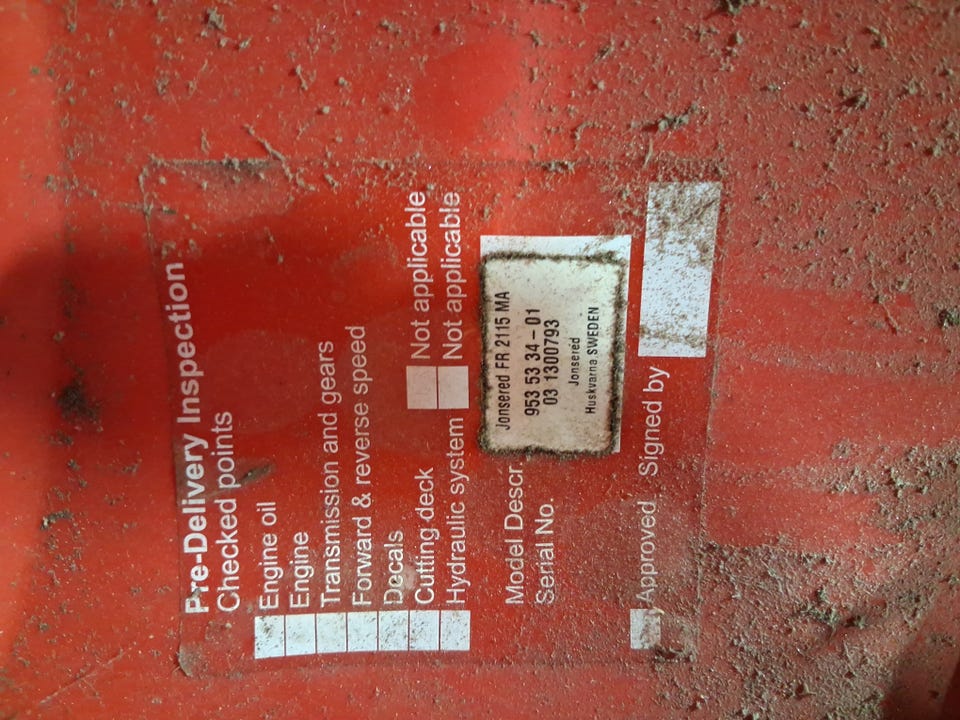 Pre-Delivery Inspection
Checked points
Engine oil
Engine
Transmission and gears
Forward & reverse speed
Decals
Cutting deck Not applicable
Hydraulic system Not applicable
Model Descr.
Serial No.
Jonsered FR 2115 MA
953 53 34 – 01
03 1300793
Jonsered
Huskvarna SWEDEN
Approved Signed by